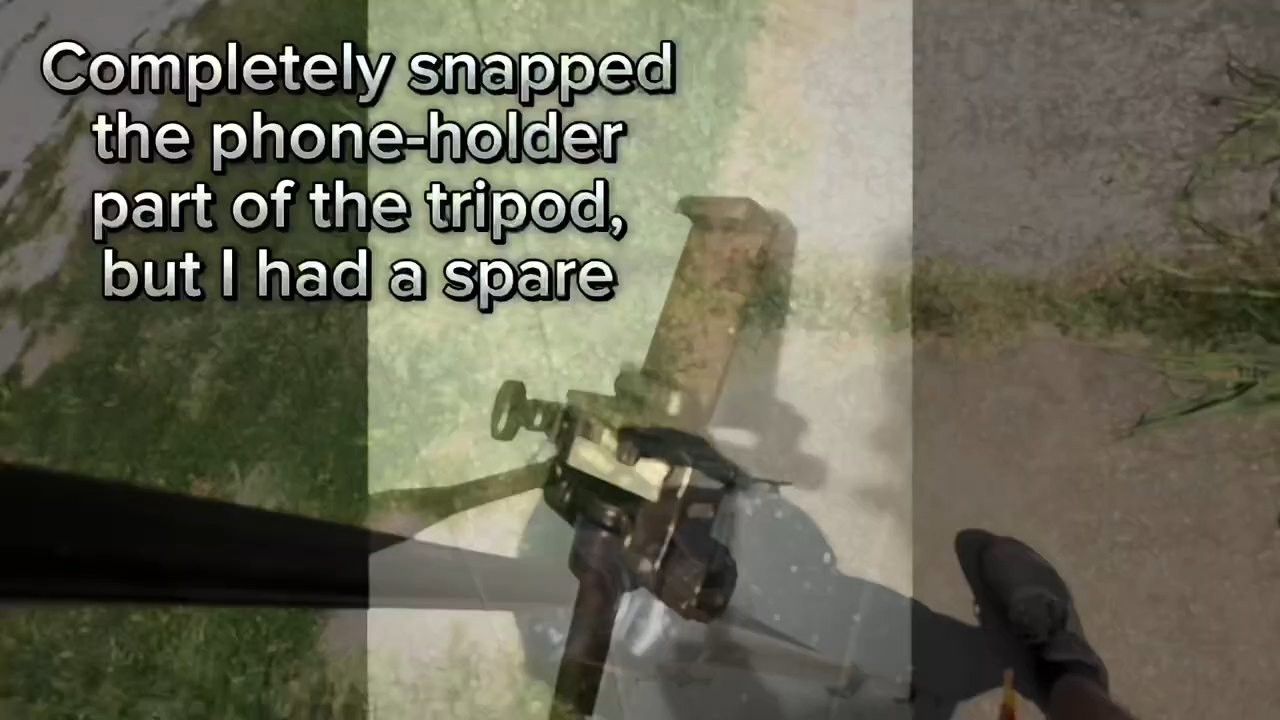 Completely snapped
the phone-holder
part of the tripod,
but I had a spare